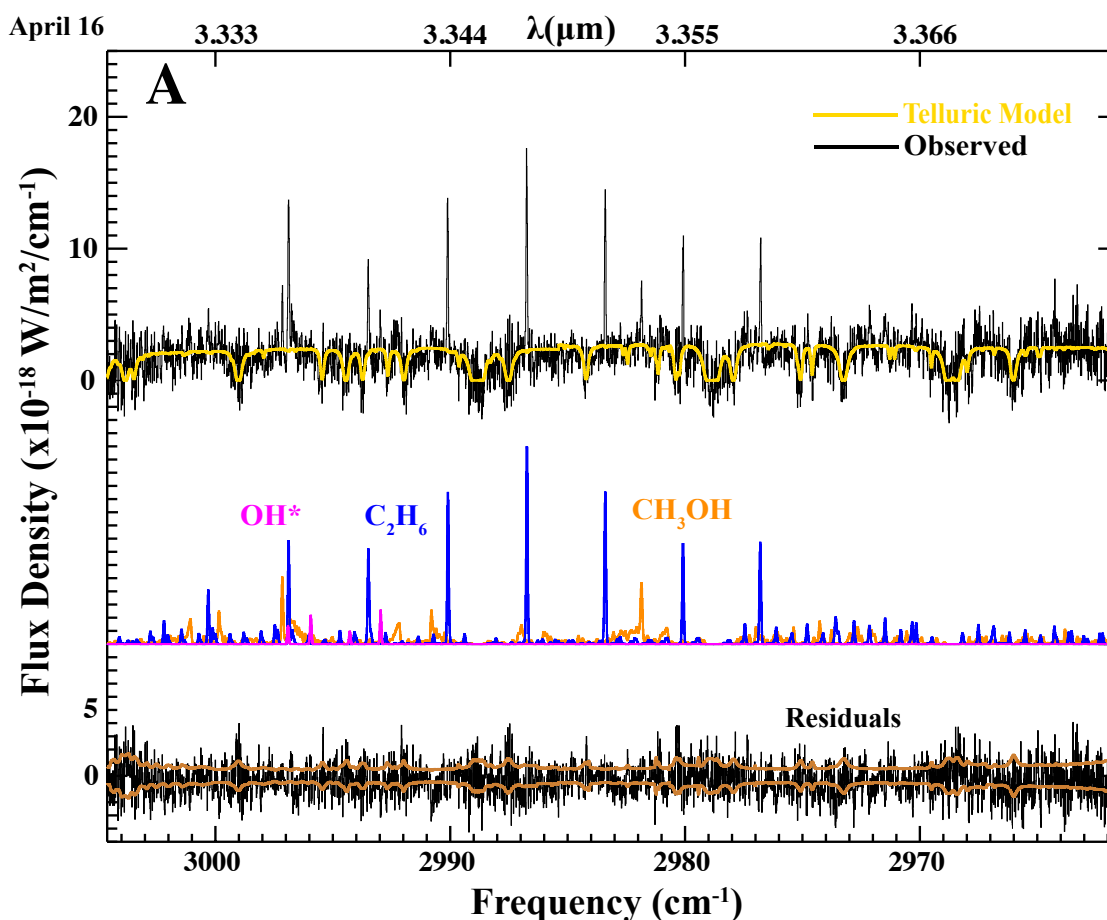 April 16
3.333 3.344 λ(μm) 3.355 3.366
A
Telluric Model
Observed
20
10
0
OH* C₂H₆ CH₃OH
Residuals
5
0
3000 2990 2980 2970
Frequency (cm⁻¹)
Flux Density (x10⁻¹⁸ W/m²/cm⁻¹)